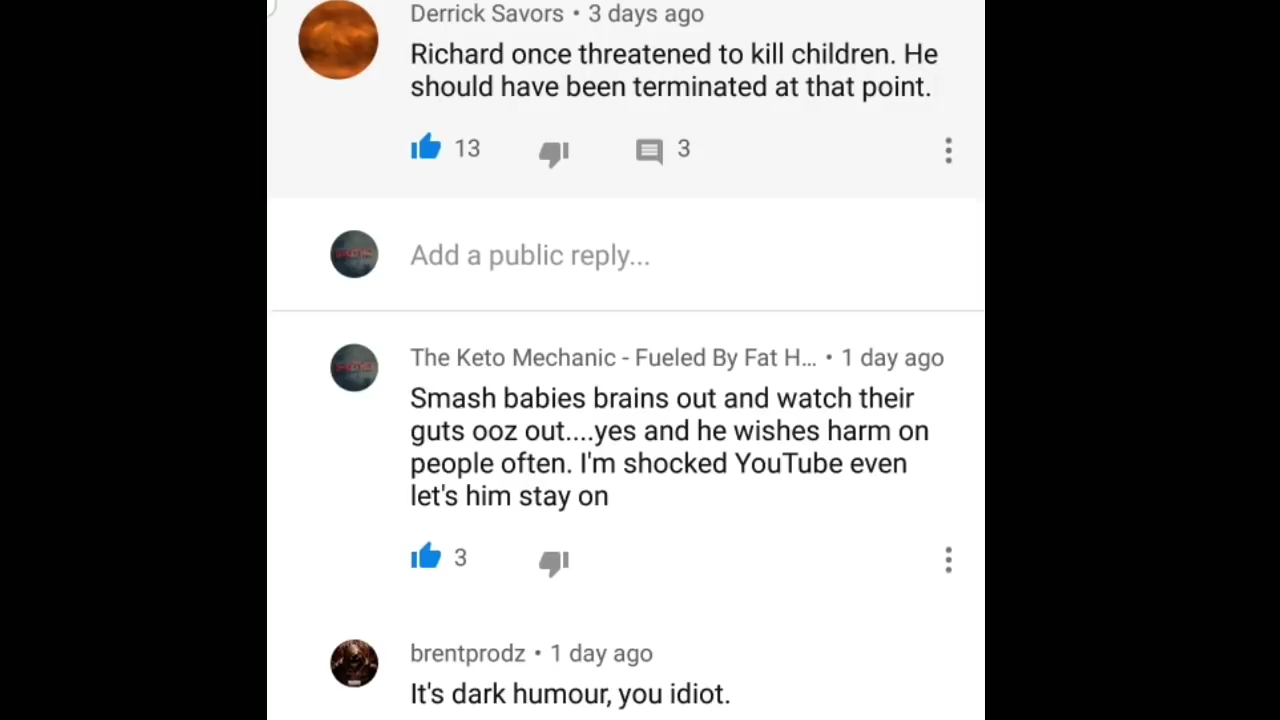 Derrick Savors • 3 days ago
Richard once threatened to kill children. He
should have been terminated at that point.
13
3
Add a public reply...
The Keto Mechanic - Fueled By Fat H... • 1 day ago
Smash babies brains out and watch their
guts ooz out....yes and he wishes harm on
people often. I'm shocked YouTube even
let's him stay on
3
brentprodz • 1 day ago
It's dark humour, you idiot.